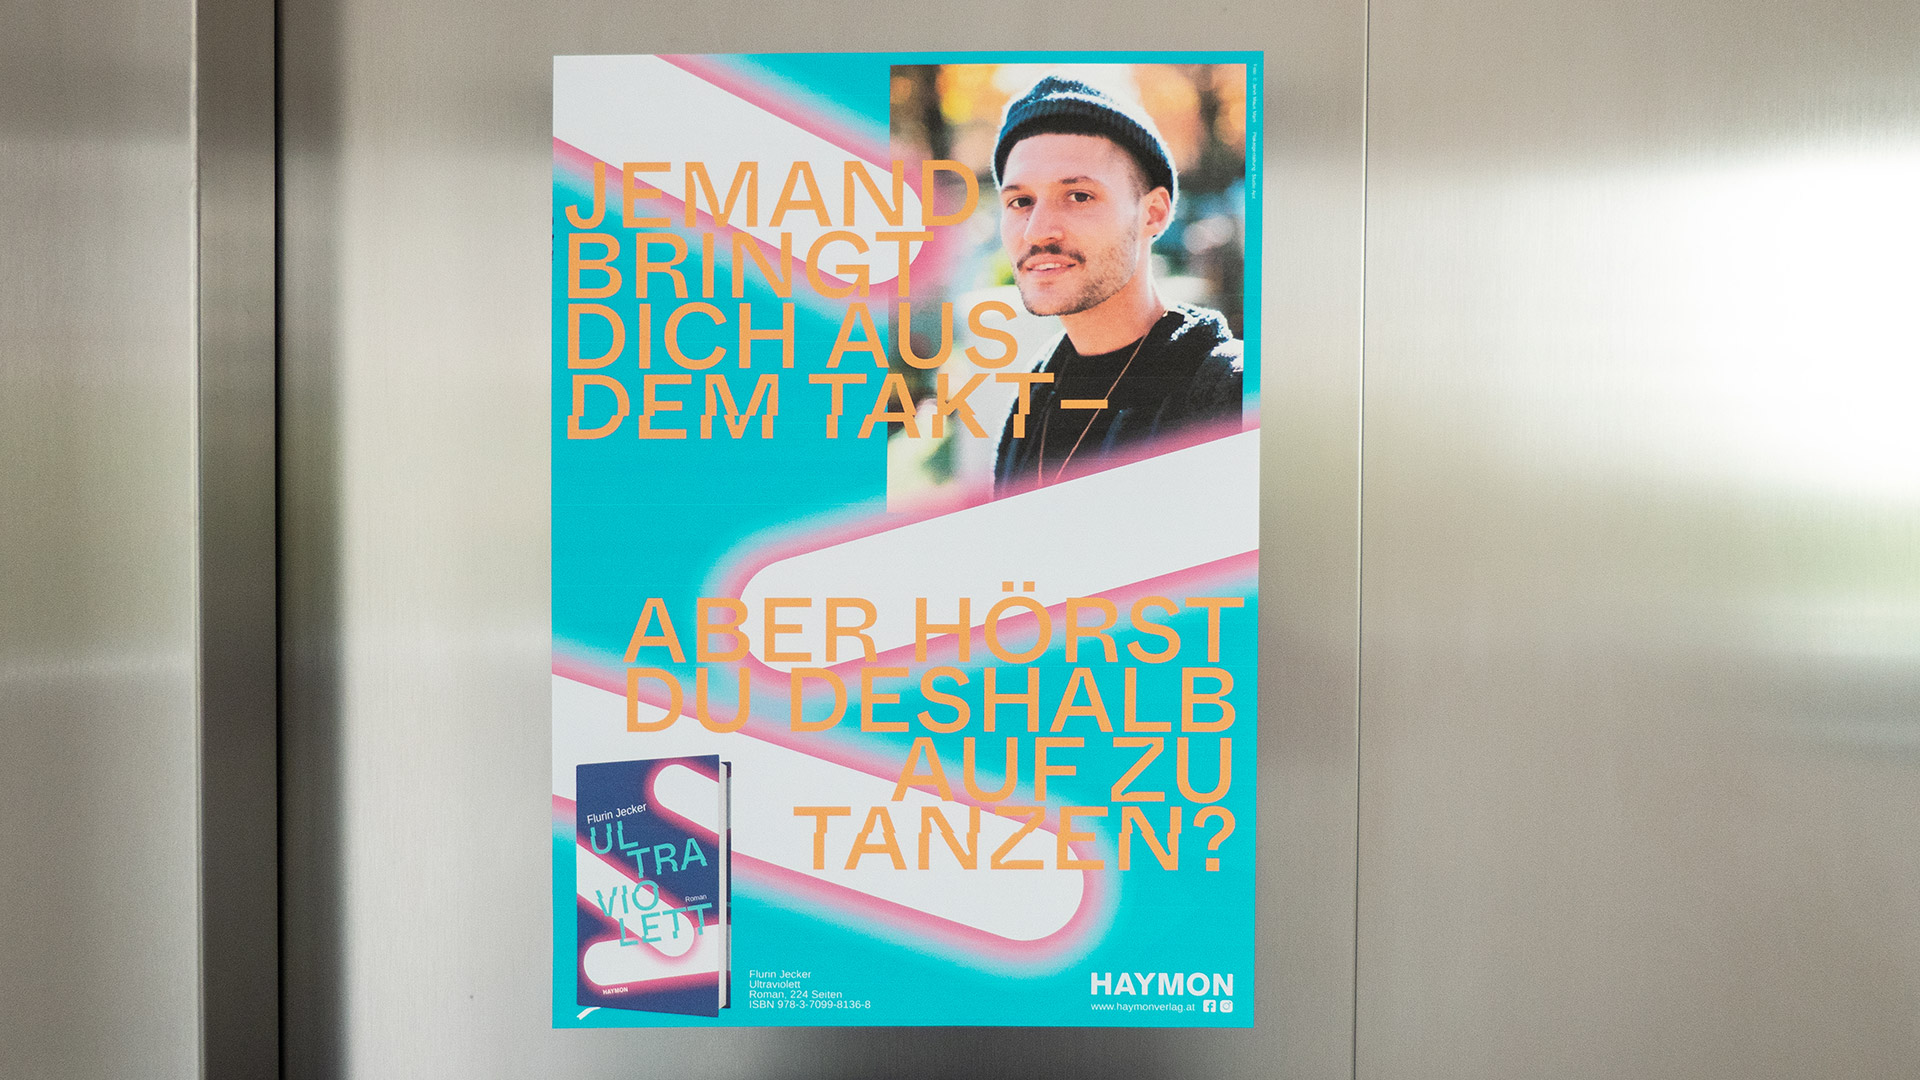 JEMAND
BRINGT
DICH AUS
DEM TAKT–
ABER HÖRST
DU DESHALB
AUF ZU
TANZEN?
Flurin Jecker
UL
TRA
VIO
LETT
Roman
HAYMON
Flurin Jecker
Ultraviolett
Roman, 224 Seiten
ISBN 978-3-7099-8136-8
HAYMON
www.haymonverlag.at